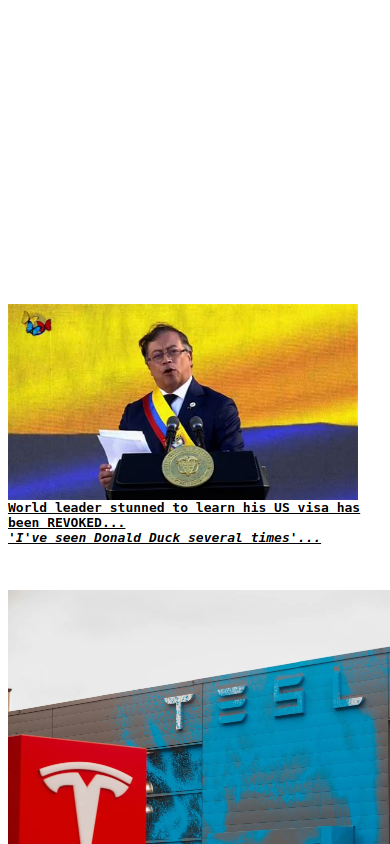 World leader stunned to learn his US visa has
been REVOKED...
'I've seen Donald Duck several times'...
TESL